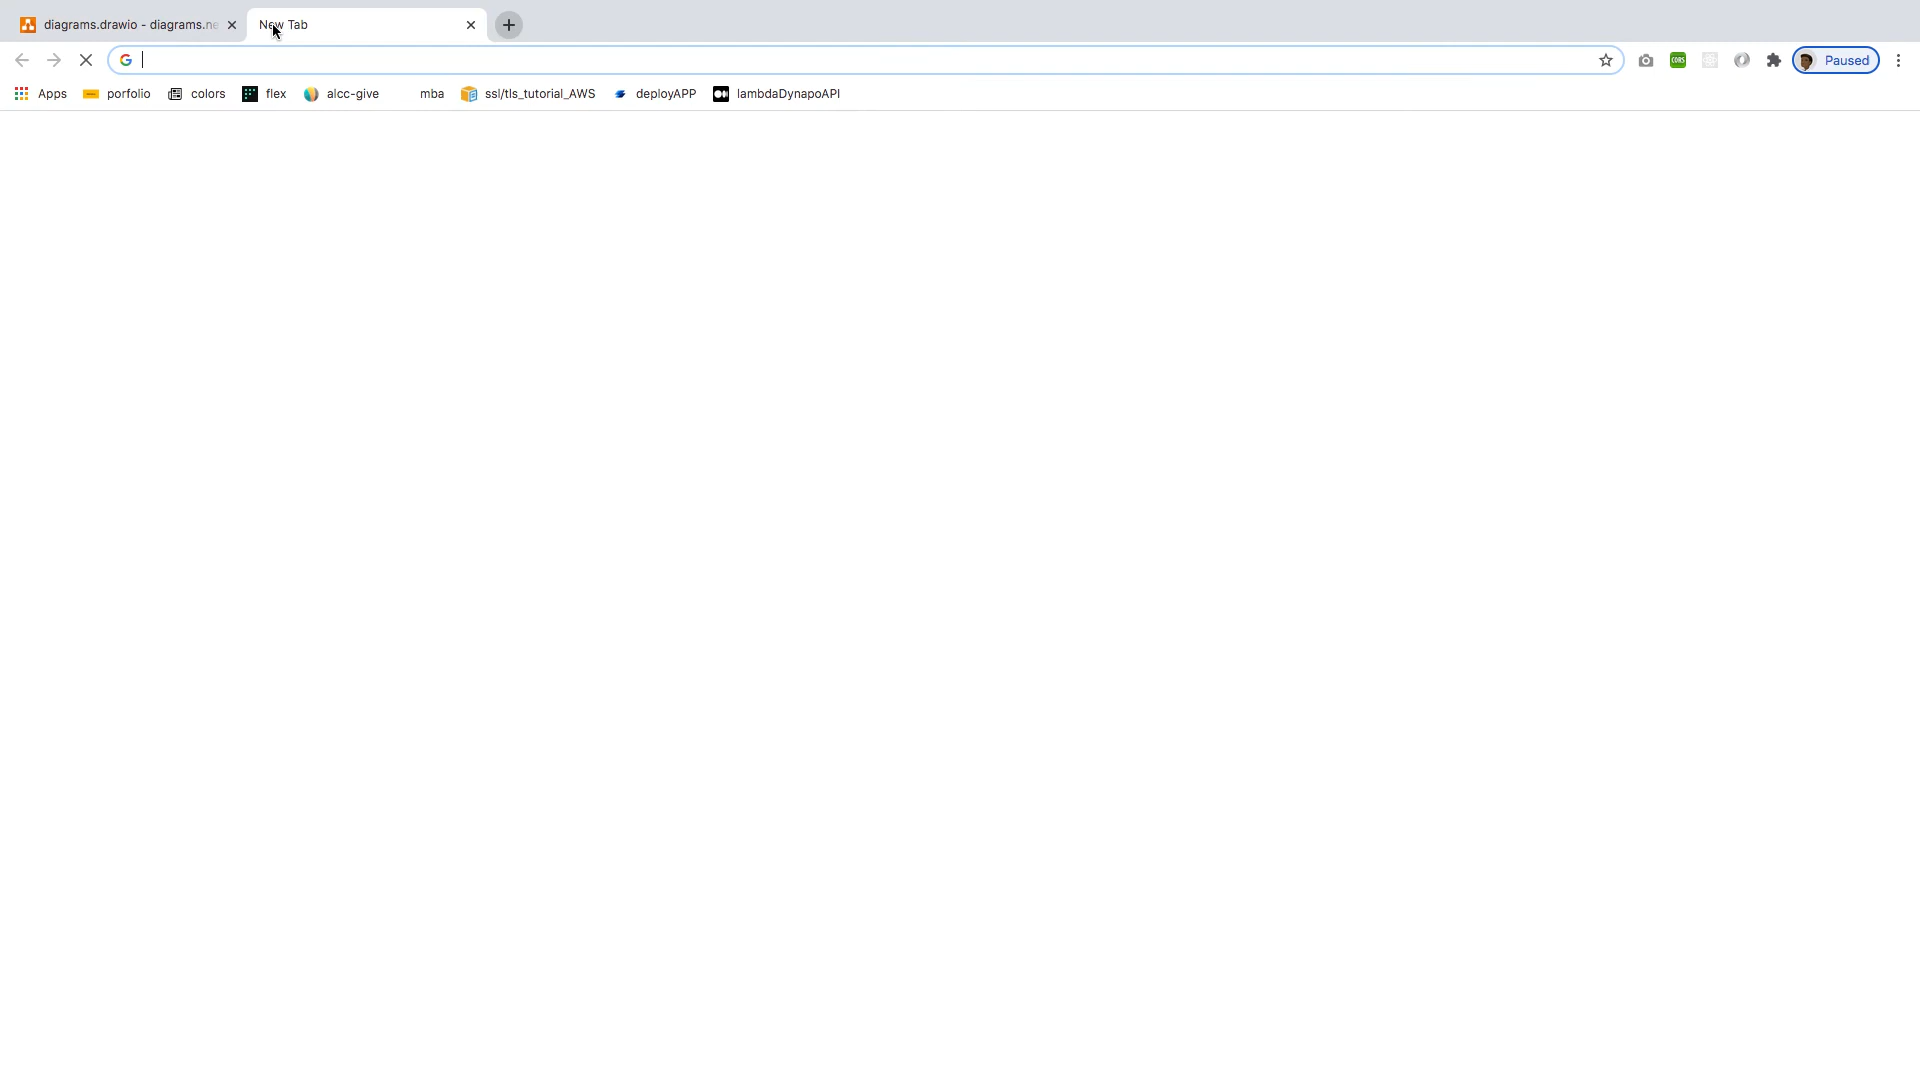 diagrams.drawio - diagrams.ne
New Tab
Paused
Apps porfolio colors flex alcc-give mba ssl/tls_tutorial_AWS deployAPP lambdaDynapoAPI